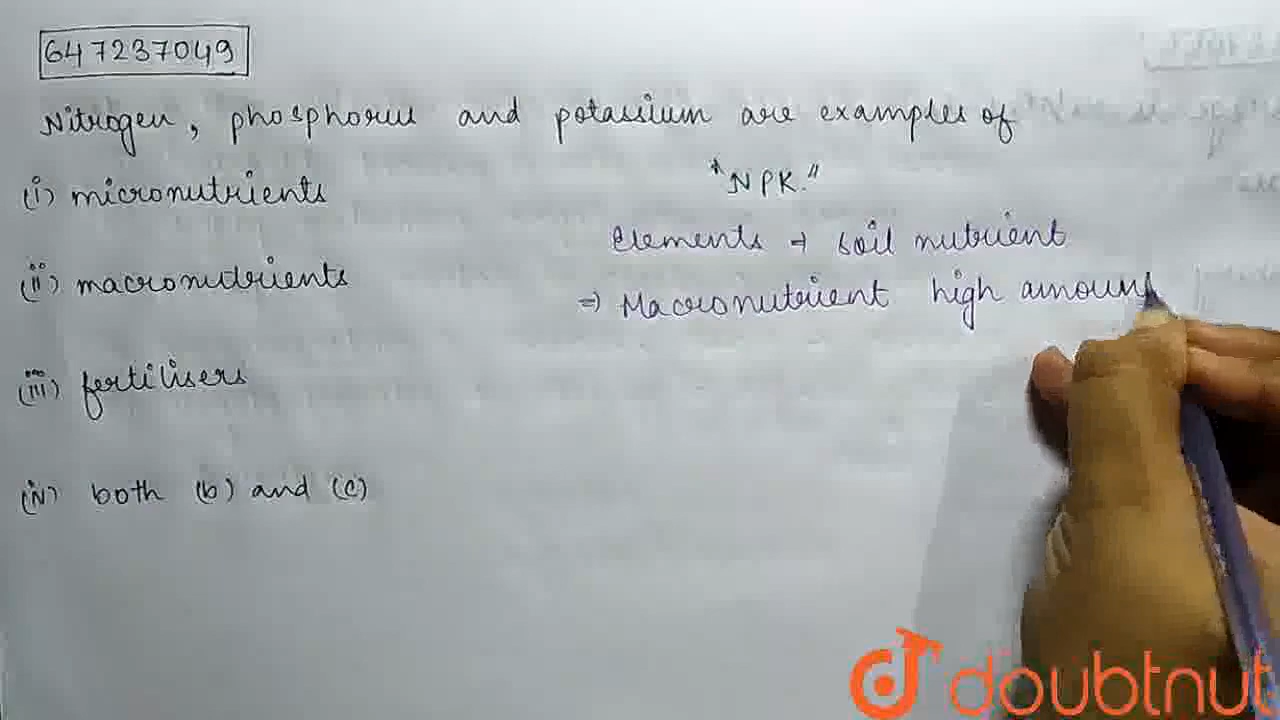 647237049
Nitrogen, phosphorus and potassium are examples of
(i) micronutrients
"NPK."
Elements → soil nutrient
(ii) macronutrients
⇒ Macronutrient high amount
(iii) fertilisers
(iv) both (b) and (c)
doubtnut